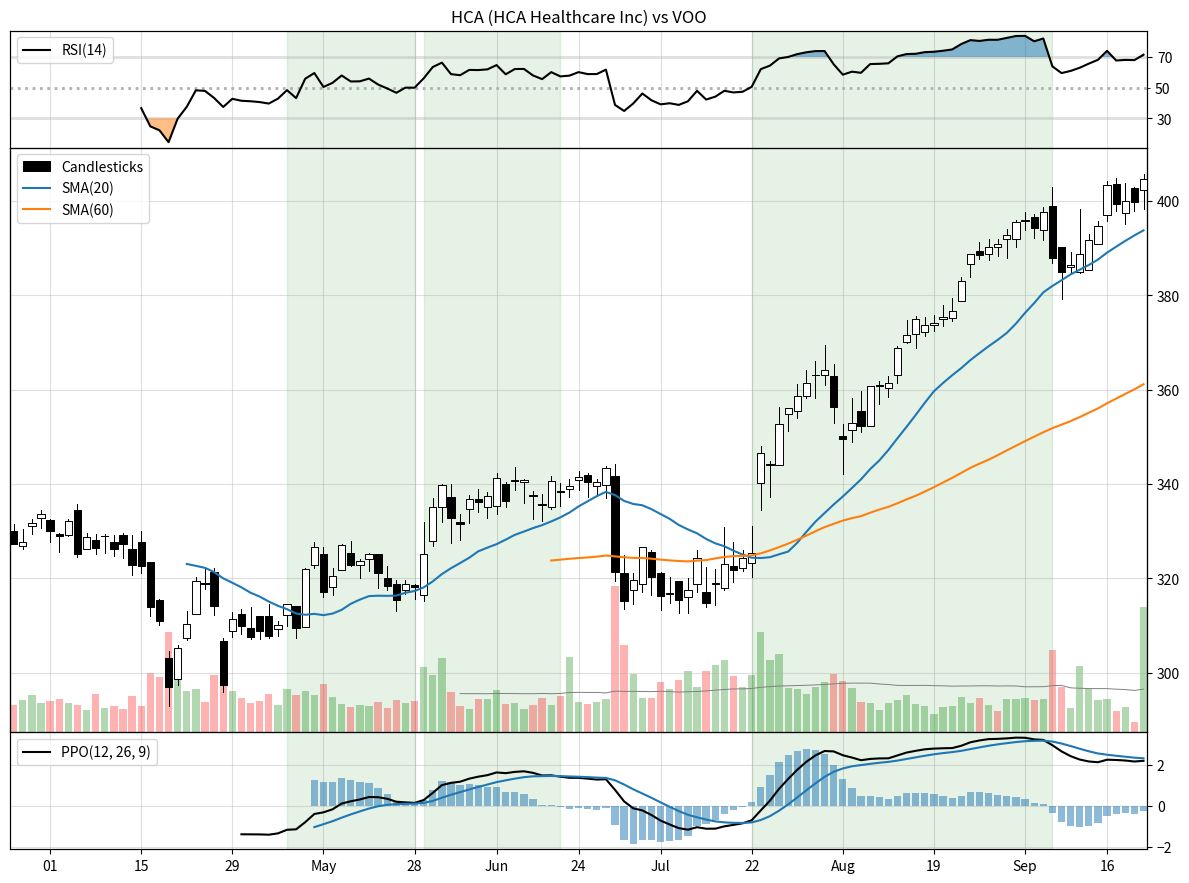 HCA (HCA Healthcare Inc) vs VOO
RSI(14)
70
50
30
Candlesticks
SMA(20)
SMA(60)
400
380
360
340
320
300
PPO(12, 26, 9)
2
0
−2
01 15 29 May 28 Jun 24 Jul 22 Aug 19 Sep 16